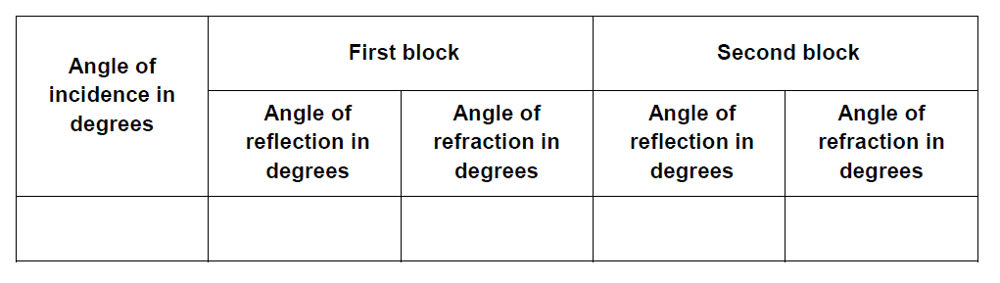 Angle of
incidence in
degrees
First block
Second block
Angle of
reflection in
degrees
Angle of
refraction in
degrees
Angle of
reflection in
degrees
Angle of
refraction in
degrees